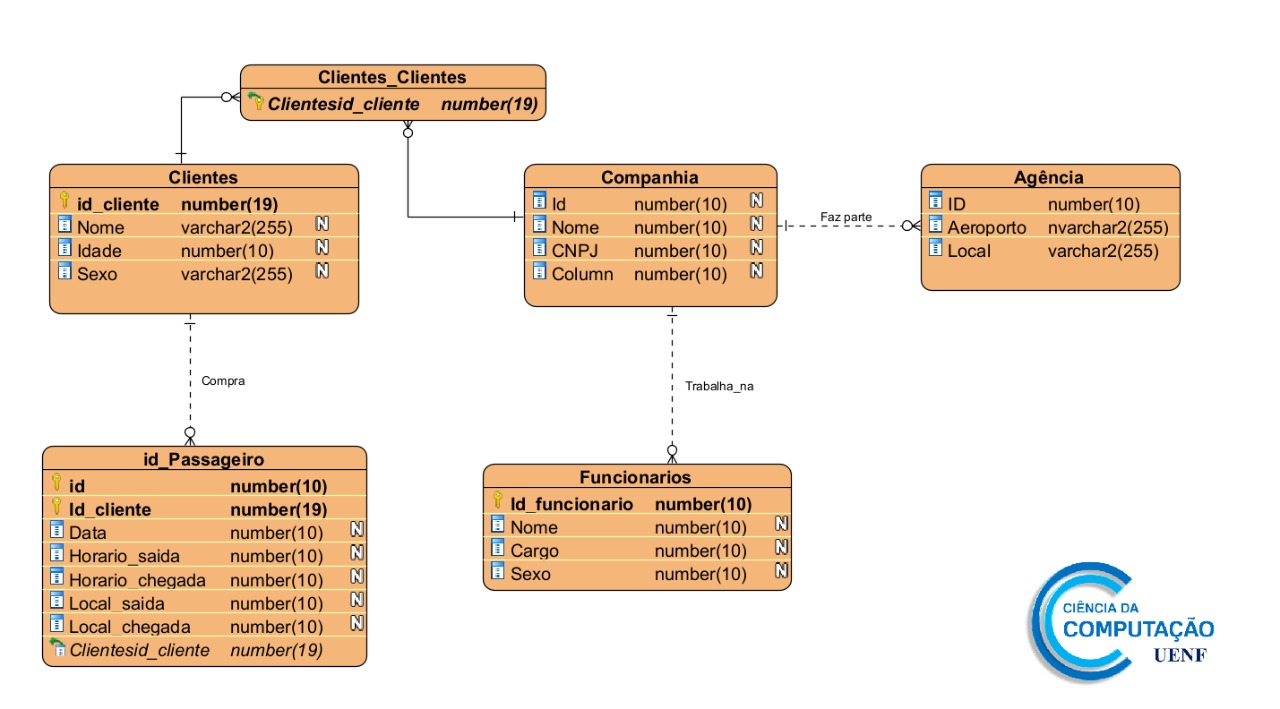 Clientes_Clientes
Clientesid_cliente number(19)
Clientes
id_cliente number(19)
Nome varchar2(255) N
Idade number(10) N
Sexo varchar2(255) N
Companhia
Id number(10) N
Nome number(10) N
CNPJ number(10) N
Column number(10) N
Faz parte
Agência
ID number(10)
Aeroporto nvarchar2(255)
Local varchar2(255)
Compra
Trabalha_na
id_Passageiro
id number(10)
Id_cliente number(19)
Data number(10) N
Horario_saida number(10) N
Horario_chegada number(10) N
Local_saida number(10) N
Local_chegada number(10) N
Clientesid_cliente number(19)
Funcionarios
Id_funcionario number(10)
Nome number(10) N
Cargo number(10) N
Sexo number(10) N
CIÊNCIA DA
COMPUTAÇÃO
UENF